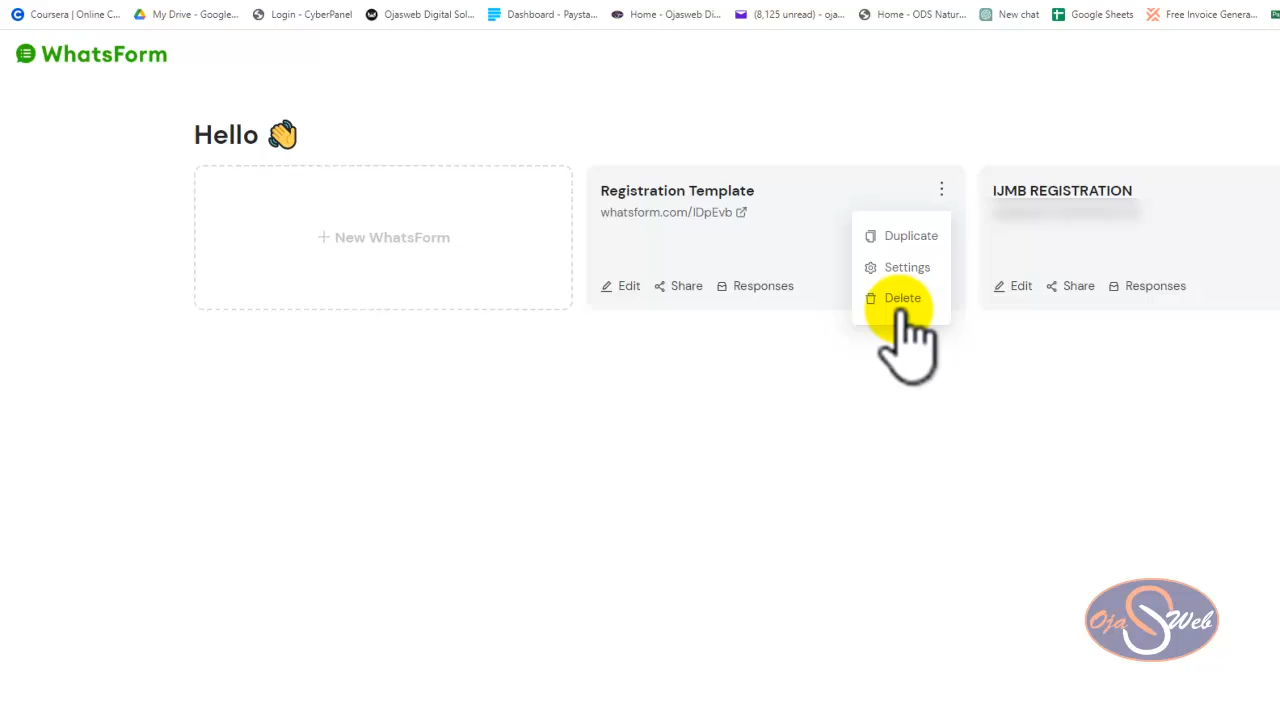 Coursera | Online C... My Drive - Google... Login - CyberPanel Ojasweb Digital Sol... Dashboard - Paysta... Home - Ojasweb Di... (8,125 unread) - oja... Home - ODS Natur... New chat Google Sheets Free Invoice Genera...
WhatsForm
Hello
+ New WhatsForm
Registration Template
whatsform.com/IDpEvb
Edit Share Responses
Duplicate
Settings
Delete
IJMB REGISTRATION
Edit Share Responses
Ojas Web